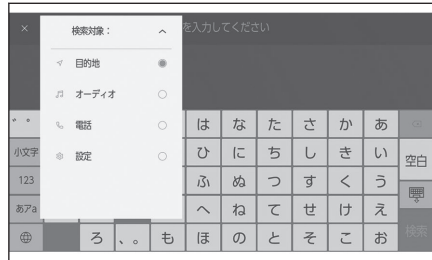 × 検索対象： を入力してください
目的地
オーディオ
電話
設定
゛゜ は な た さ か あ
小文字 ひ に ち し き い 空白
123 ふ ぬ つ す く う
あアa へ ね て せ け え
ろ 、。 も ほ の と そ こ お 検索